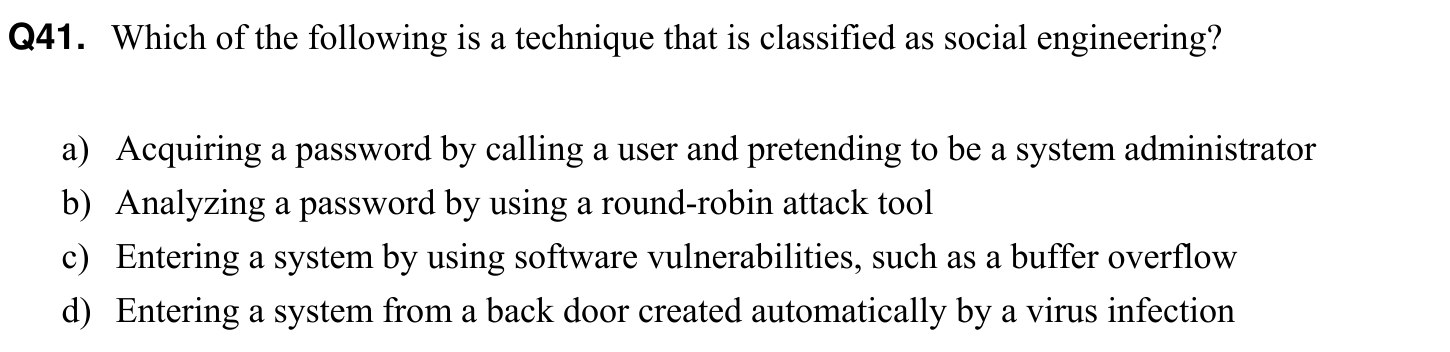 Q41. Which of the following is a technique that is classified as social engineering?
a) Acquiring a password by calling a user and pretending to be a system administrator
b) Analyzing a password by using a round-robin attack tool
c) Entering a system by using software vulnerabilities, such as a buffer overflow
d) Entering a system from a back door created automatically by a virus infection